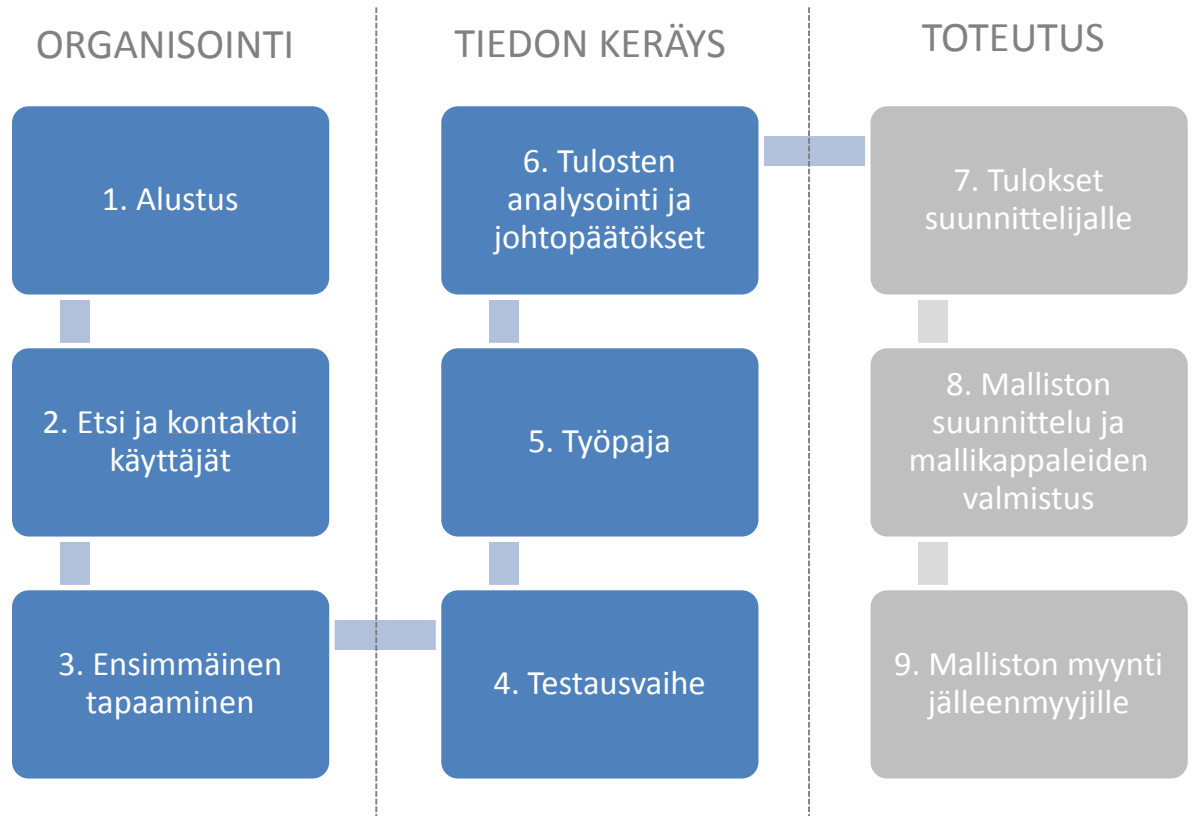 ORGANISOINTI
1. Alustus
2. Etsi ja kontaktoi
käyttäjät
3. Ensimmäinen
tapaaminen
TIEDON KERÄYS
6. Tulosten
analysointi ja
johtopäätökset
5. Työpaja
4. Testausvaihe
TOTEUTUS
7. Tulokset
suunnittelijalle
8. Malliston
suunnittelu ja
mallikappaleiden
valmistus
9. Malliston myynti
jälleenmyyjille